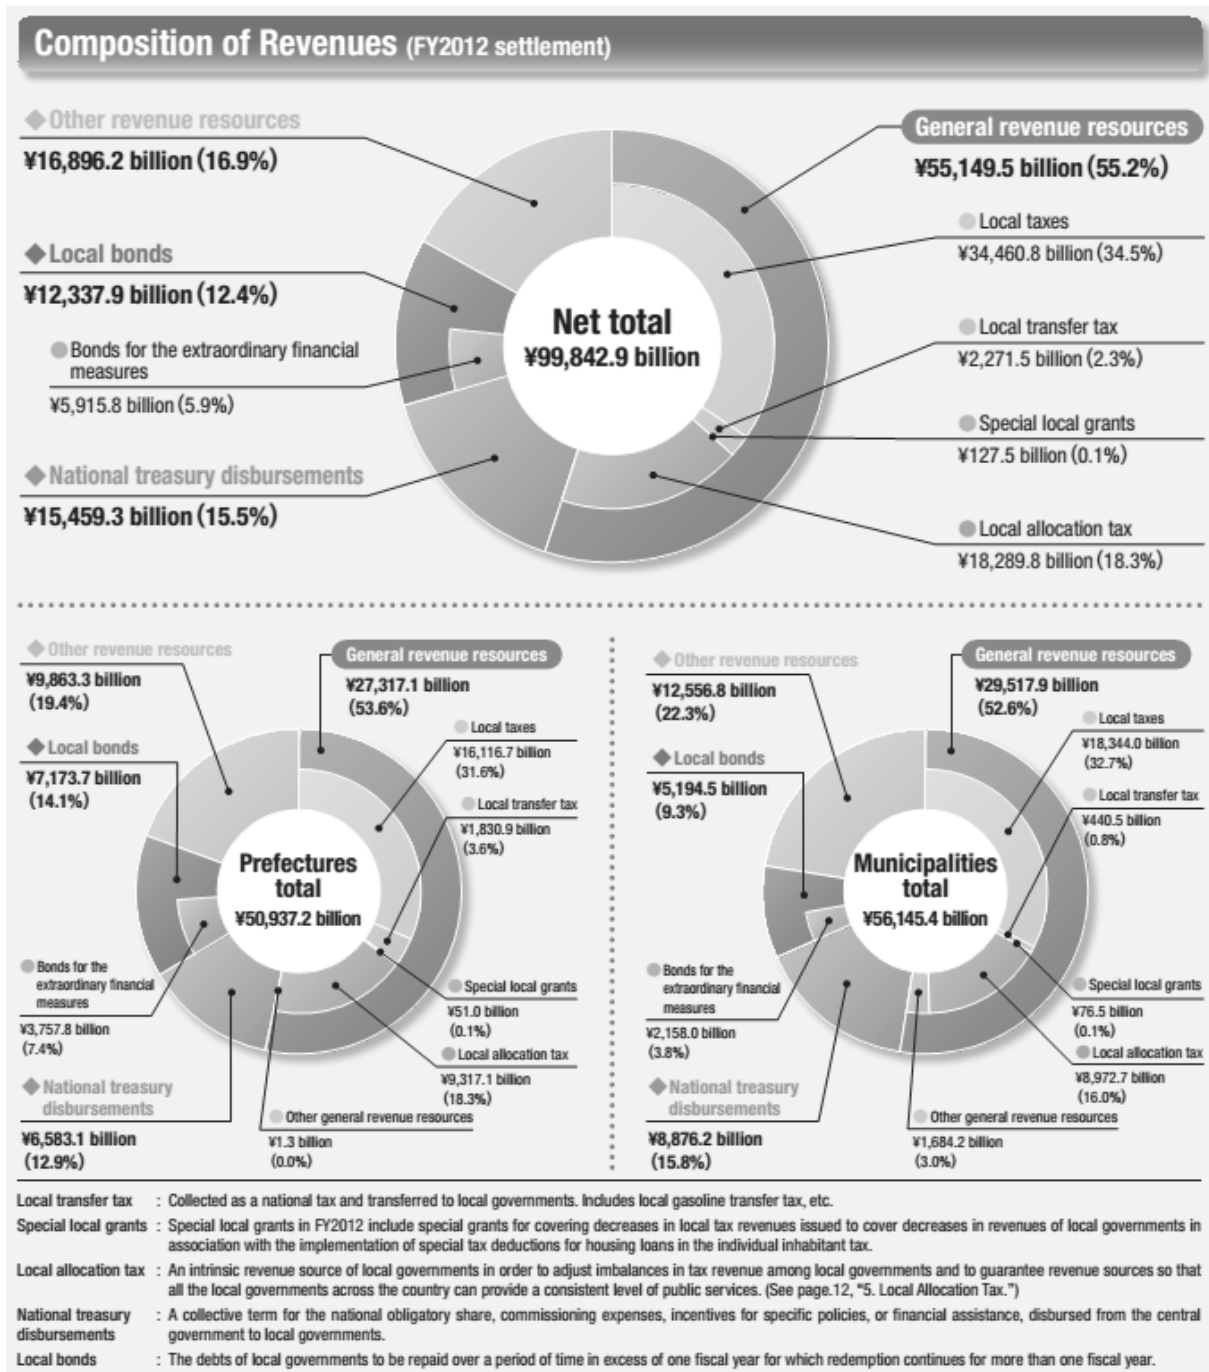 Composition of Revenues (FY2012 settlement)
◆Other revenue resources
¥16,896.2 billion (16.9%)
◆Local bonds
¥12,337.9 billion (12.4%)
●Bonds for the extraordinary financial
measures
¥5,915.8 billion (5.9%)
◆National treasury disbursements
¥15,459.3 billion (15.5%)
Net total
¥99,842.9 billion
General revenue resources
¥55,149.5 billion (55.2%)
●Local taxes
¥34,460.8 billion (34.5%)
●Local transfer tax
¥2,271.5 billion (2.3%)
●Special local grants
¥127.5 billion (0.1%)
●Local allocation tax
¥18,289.8 billion (18.3%)
◆Other revenue resources
¥9,863.3 billion
(19.4%)
◆Local bonds
¥7,173.7 billion
(14.1%)
●Bonds for the
extraordinary financial
measures
¥3,757.8 billion
(7.4%)
◆National treasury
disbursements
¥6,583.1 billion
(12.9%)
Prefectures
total
¥50,937.2 billion
General revenue resources
¥27,317.1 billion
(53.6%)
●Local taxes
¥16,116.7 billion
(31.6%)
●Local transfer tax
¥1,830.9 billion
(3.6%)
●Special local grants
¥51.0 billion
(0.1%)
●Local allocation tax
¥9,317.1 billion
(18.3%)
●Other general revenue resources
¥1.3 billion
(0.0%)
◆Other revenue resources
¥12,556.8 billion
(22.3%)
◆Local bonds
¥5,194.5 billion
(9.3%)
●Bonds for the
extraordinary financial
measures
¥2,158.0 billion
(3.8%)
◆National treasury
disbursements
¥8,876.2 billion
(15.8%)
Municipalities
total
¥56,145.4 billion
General revenue resources
¥29,517.9 billion
(52.6%)
●Local taxes
¥18,344.0 billion
(32.7%)
●Local transfer tax
¥440.5 billion
(0.8%)
●Special local grants
¥76.5 billion
(0.1%)
●Local allocation tax
¥8,972.7 billion
(16.0%)
●Other general revenue resources
¥1,684.2 billion
(3.0%)
Local transfer tax : Collected as a national tax and transferred to local governments. Includes local gasoline transfer tax, etc.
Special local grants : Special local grants in FY2012 include special grants for covering decreases in local tax revenues issued to cover decreases in revenues of local governments in
association with the implementation of special tax deductions for housing loans in the individual inhabitant tax.
Local allocation tax : An intrinsic revenue source of local governments in order to adjust imbalances in tax revenue among local governments and to guarantee revenue sources so that
all the local governments across the country can provide a consistent level of public services. (See page.12, “5. Local Allocation Tax.”)
National treasury : A collective term for the national obligatory share, commissioning expenses, incentives for specific policies, or financial assistance, disbursed from the central
disbursements government to local governments.
Local bonds : The debts of local governments to be repaid over a period of time in excess of one fiscal year for which redemption continues for more than one fiscal year.